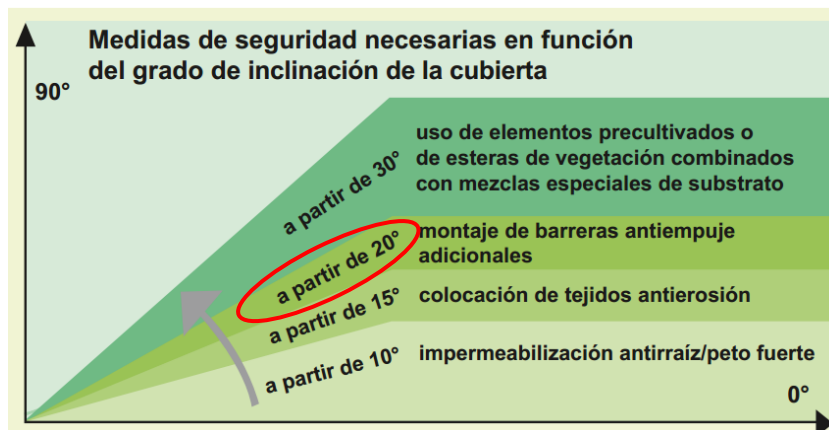 Medidas de seguridad necesarias en función
del grado de inclinación de la cubierta
90°
a partir de 30°
uso de elementos precultivados o
de esteras de vegetación combinados
con mezclas especiales de substrato
a partir de 20°
montaje de barreras antiempuje
adicionales
a partir de 15°
colocación de tejidos antierosión
a partir de 10°
impermeabilización antirraíz/peto fuerte
0°